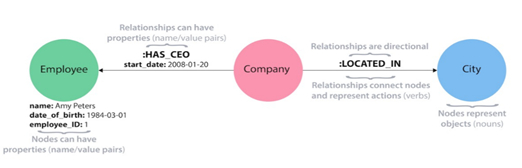 Relationships can have
properties (name/value pairs)
:HAS_CEO
start_date: 2008-01-20
Employee
Company
Relationships are directional
:LOCATED_IN
Relationships connect nodes
and represent actions (verbs)
City
name: Amy Peters
date_of_birth: 1984-03-01
employee_ID: 1
Nodes can have
properties (name/value pairs)
Nodes represent
objects (nouns)